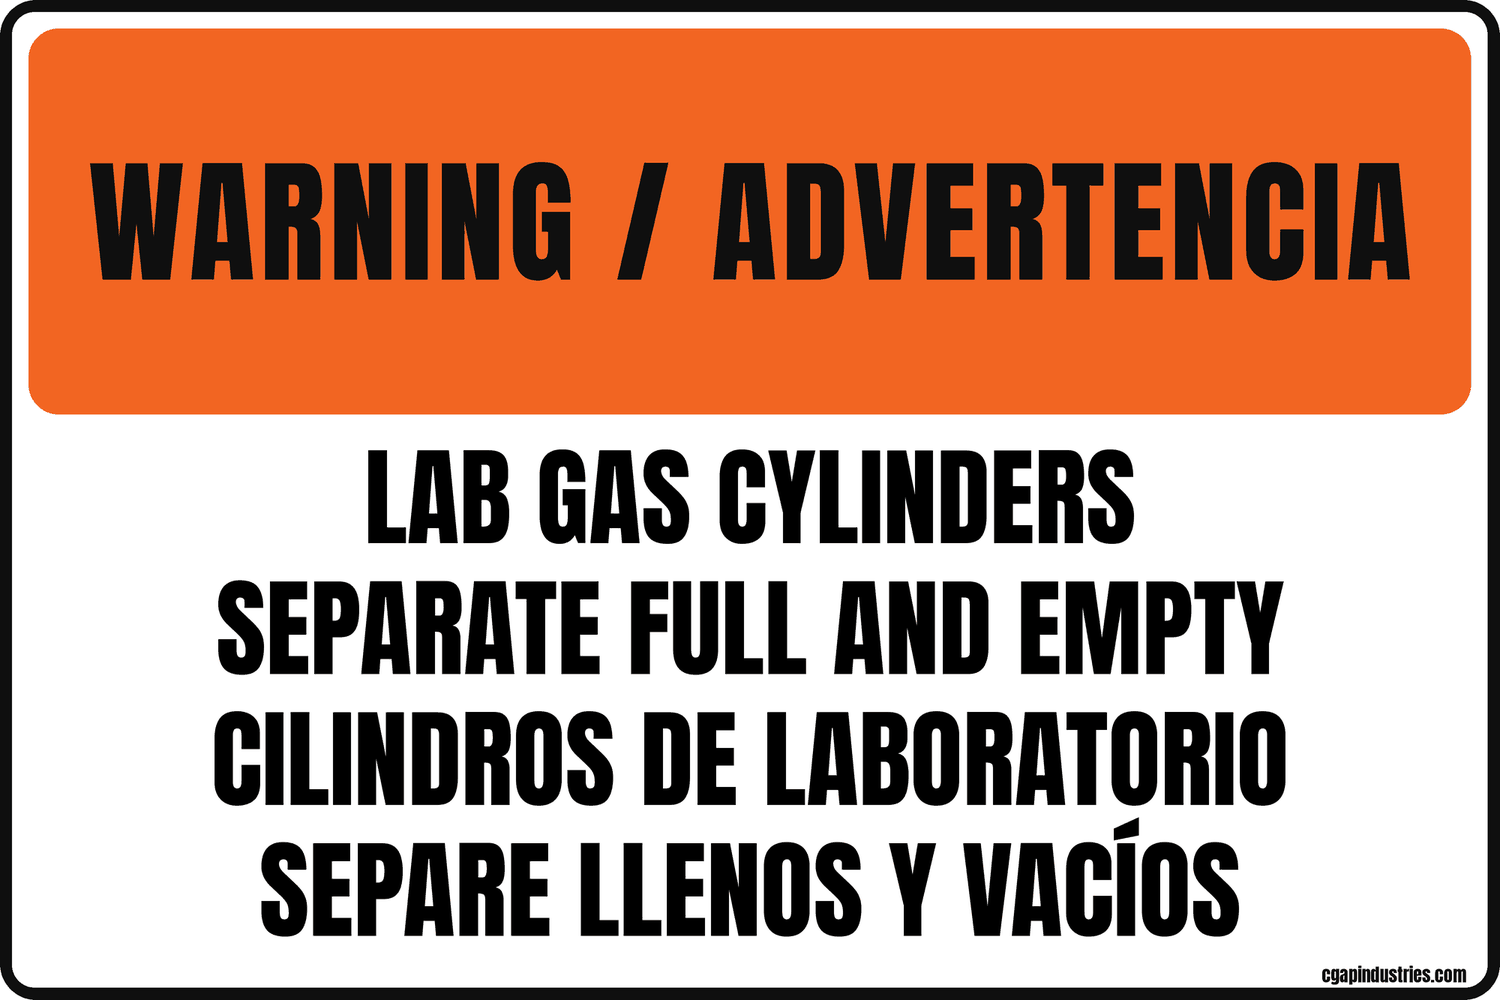 WARNING / ADVERTENCIA
LAB GAS CYLINDERS
SEPARATE FULL AND EMPTY
CILINDROS DE LABORATORIO
SEPARE LLENOS Y VACÍOS
cgapindustries.com